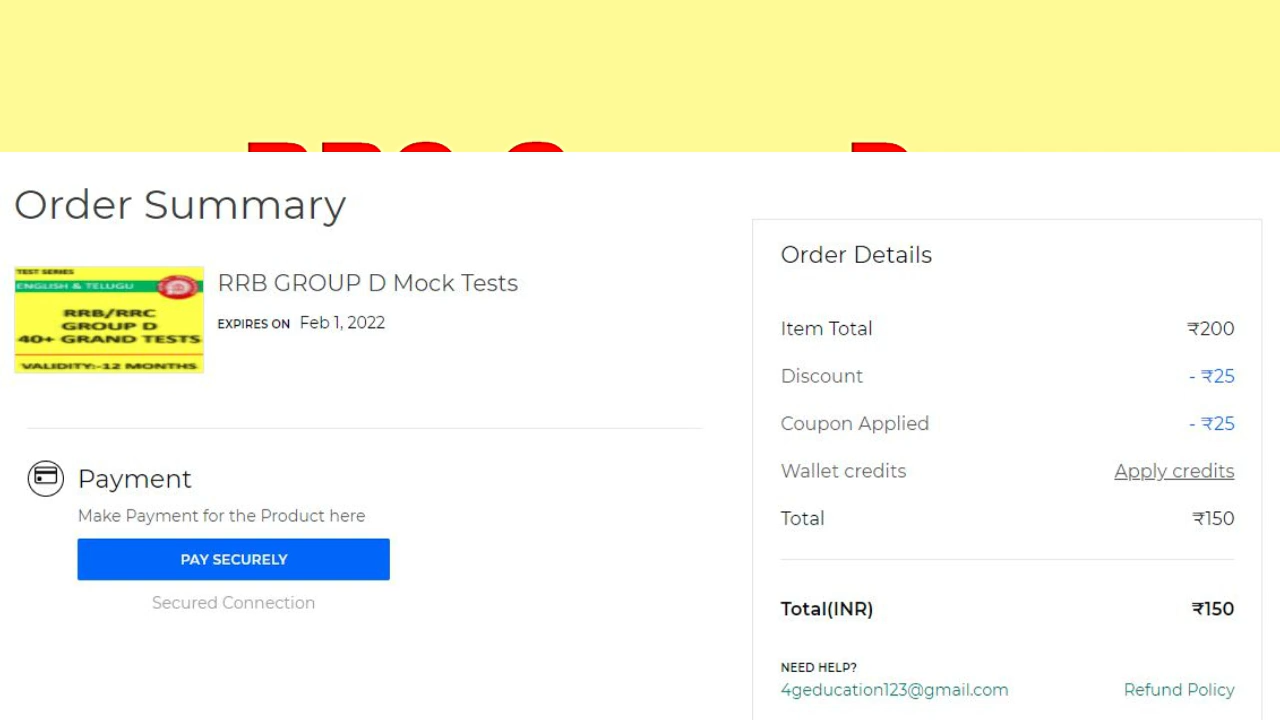 Order Summary
TEST SERIES
ENGLISH & TELUGU
RRB/RRC
GROUP D
40+ GRAND TESTS
VALIDITY:-12 MONTHS
RRB GROUP D Mock Tests
EXPIRES ON Feb 1, 2022
Payment
Make Payment for the Product here
PAY SECURELY
Secured Connection
Order Details
Item Total ₹200
Discount - ₹25
Coupon Applied - ₹25
Wallet credits Apply credits
Total ₹150
Total(INR) ₹150
NEED HELP?
4geducation123@gmail.com Refund Policy